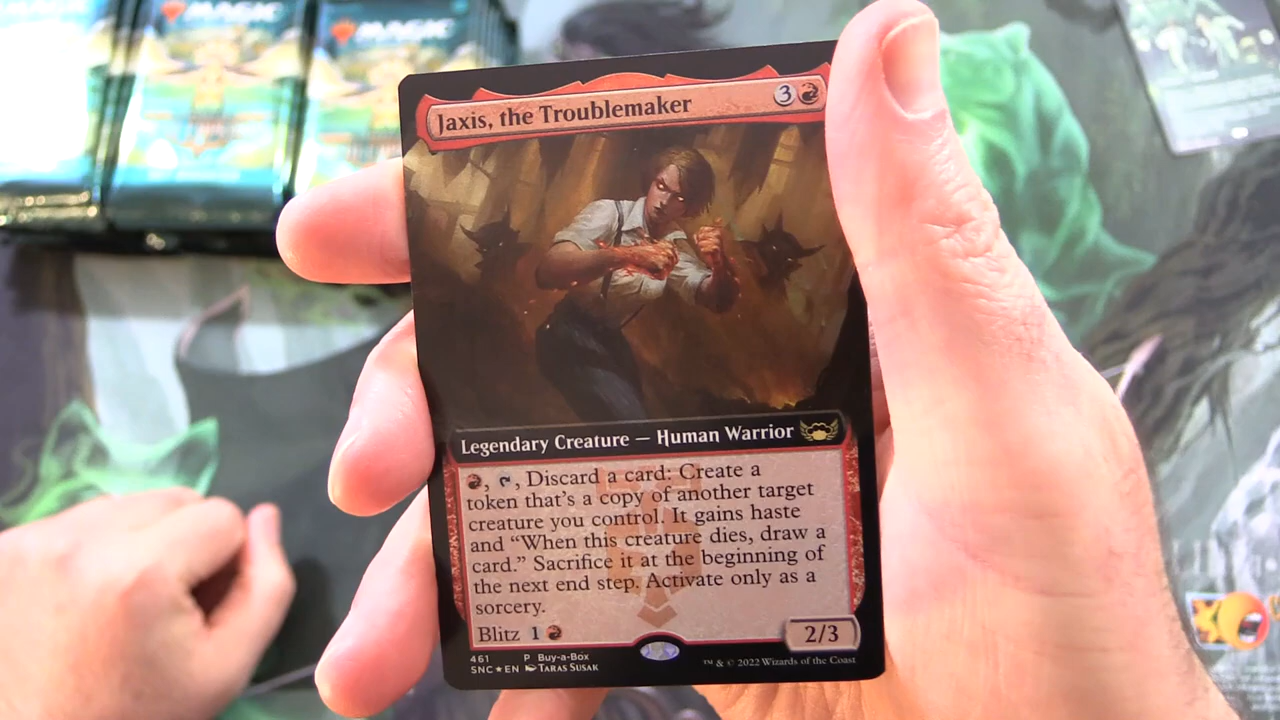 MAGIC
MAGIC
Jaxis, the Troublemaker 3
Legendary Creature — Human Warrior
, , Discard a card: Create a
token that's a copy of another target
creature you control. It gains haste
and “When this creature dies, draw a
card.” Sacrifice it at the beginning of
the next end step. Activate only as a
sorcery.
Blitz 1
2/3
461 P Buy-a-Box
SNC★EN TARAS SUSAK
™ & © 2022 Wizards of the Coast